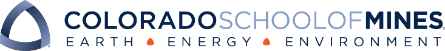 COLORADOSCHOOLOFMINES
EARTH • ENERGY • ENVIRONMENT